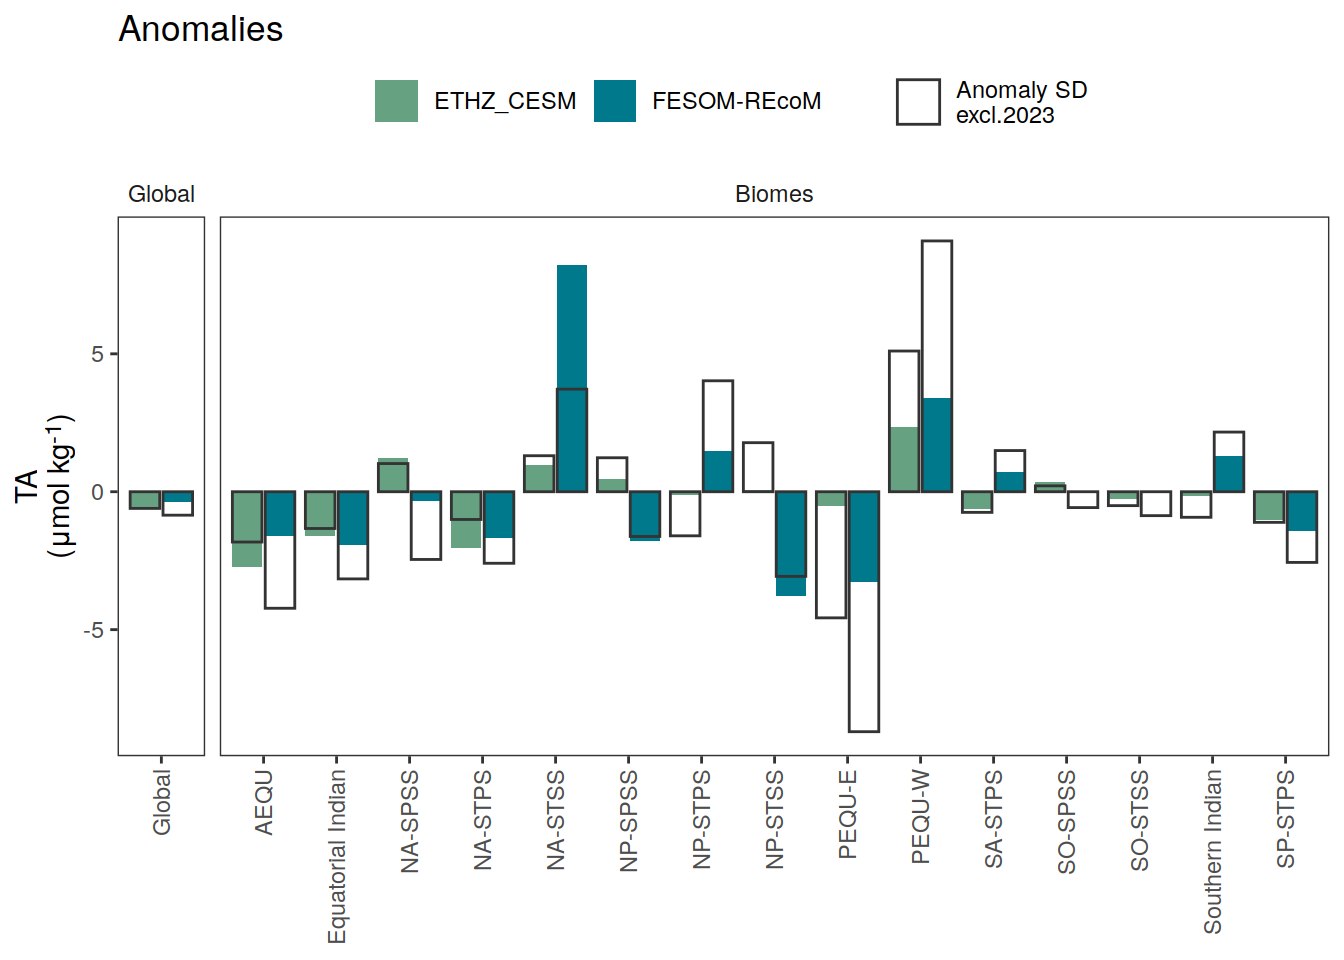 Anomalies
ETHZ_CESM
FESOM-REcoM
Anomaly SD
excl.2023
Global
Biomes
TA
(μmol kg⁻¹)
5
0
-5
Global
AEQU
Equatorial Indian
NA-SPSS
NA-STPS
NA-STSS
NP-SPSS
NP-STPS
NP-STSS
PEQU-E
PEQU-W
SA-STPS
SO-SPSS
SO-STSS
Southern Indian
SP-STPS